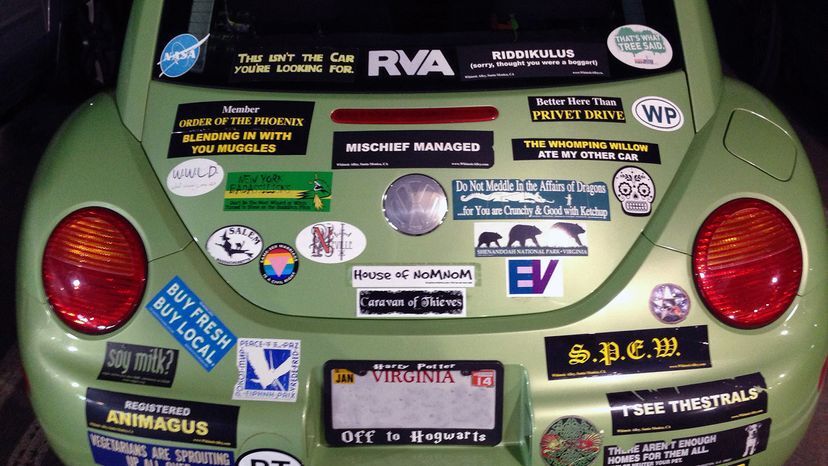 NASA
THIS ISN'T THE CAR
YOU'RE LOOKING FOR.
RVA
RIDDIKULUS
(sorry, thought you were a boggart)
THAT'S WHAT
TREE SAID.
Member
ORDER OF THE PHOENIX
BLENDING IN WITH
YOU MUGGLES
MISCHIEF MANAGED
Better Here Than
PRIVET DRIVE
WP
THE WHOMPING WILLOW
ATE MY OTHER CAR
WWLD
NEW YORK
Do Not Meddle In the Affairs of Dragons
...for You are Crunchy & Good with Ketchup
SALEM
N
SHENANDOAH NATIONAL PARK · VIRGINIA
EV
HOUSE OF NOMNOM
Caravan of Thieves
BUY FRESH
BUY LOCAL
soy milk?
S.P.E.W.
Harry Potter
JAN
VIRGINIA
14
Off to Hogwarts
REGISTERED
ANIMAGUS
I SEE THESTRALS
VEGETARIANS ARE SPROUTING
UP ALL OVER
THERE AREN'T ENOUGH
HOMES FOR THEM ALL